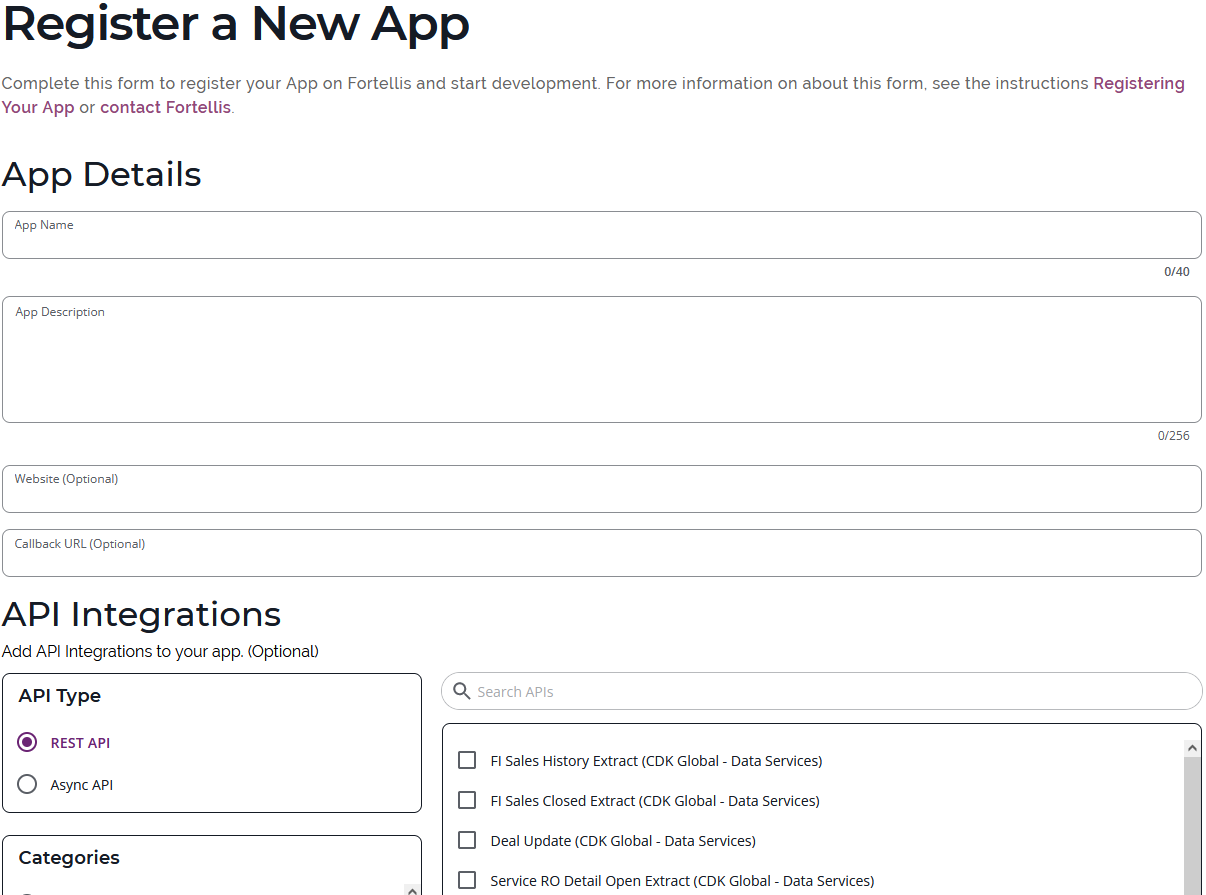 Register a New App
Complete this form to register your App on Fortellis and start development. For more information on about this form, see the instructions Registering
Your App or contact Fortellis.
App Details
App Name
0/40
App Description
0/256
Website (Optional)
Callback URL (Optional)
API Integrations
Add API Integrations to your app. (Optional)
API Type
REST API
Async API
Categories
Search APIs
FI Sales History Extract (CDK Global - Data Services)
FI Sales Closed Extract (CDK Global - Data Services)
Deal Update (CDK Global - Data Services)
Service RO Detail Open Extract (CDK Global - Data Services)